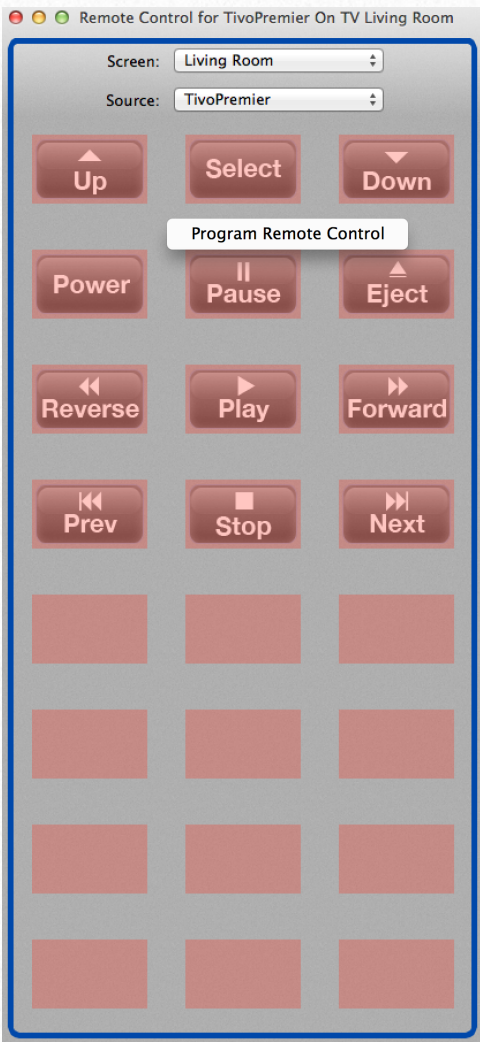 Remote Control for TivoPremier On TV Living Room
Screen: Living Room
Source: TivoPremier
Up Select Down
Program Remote Control
Power Pause Eject
Reverse Play Forward
Prev Stop Next